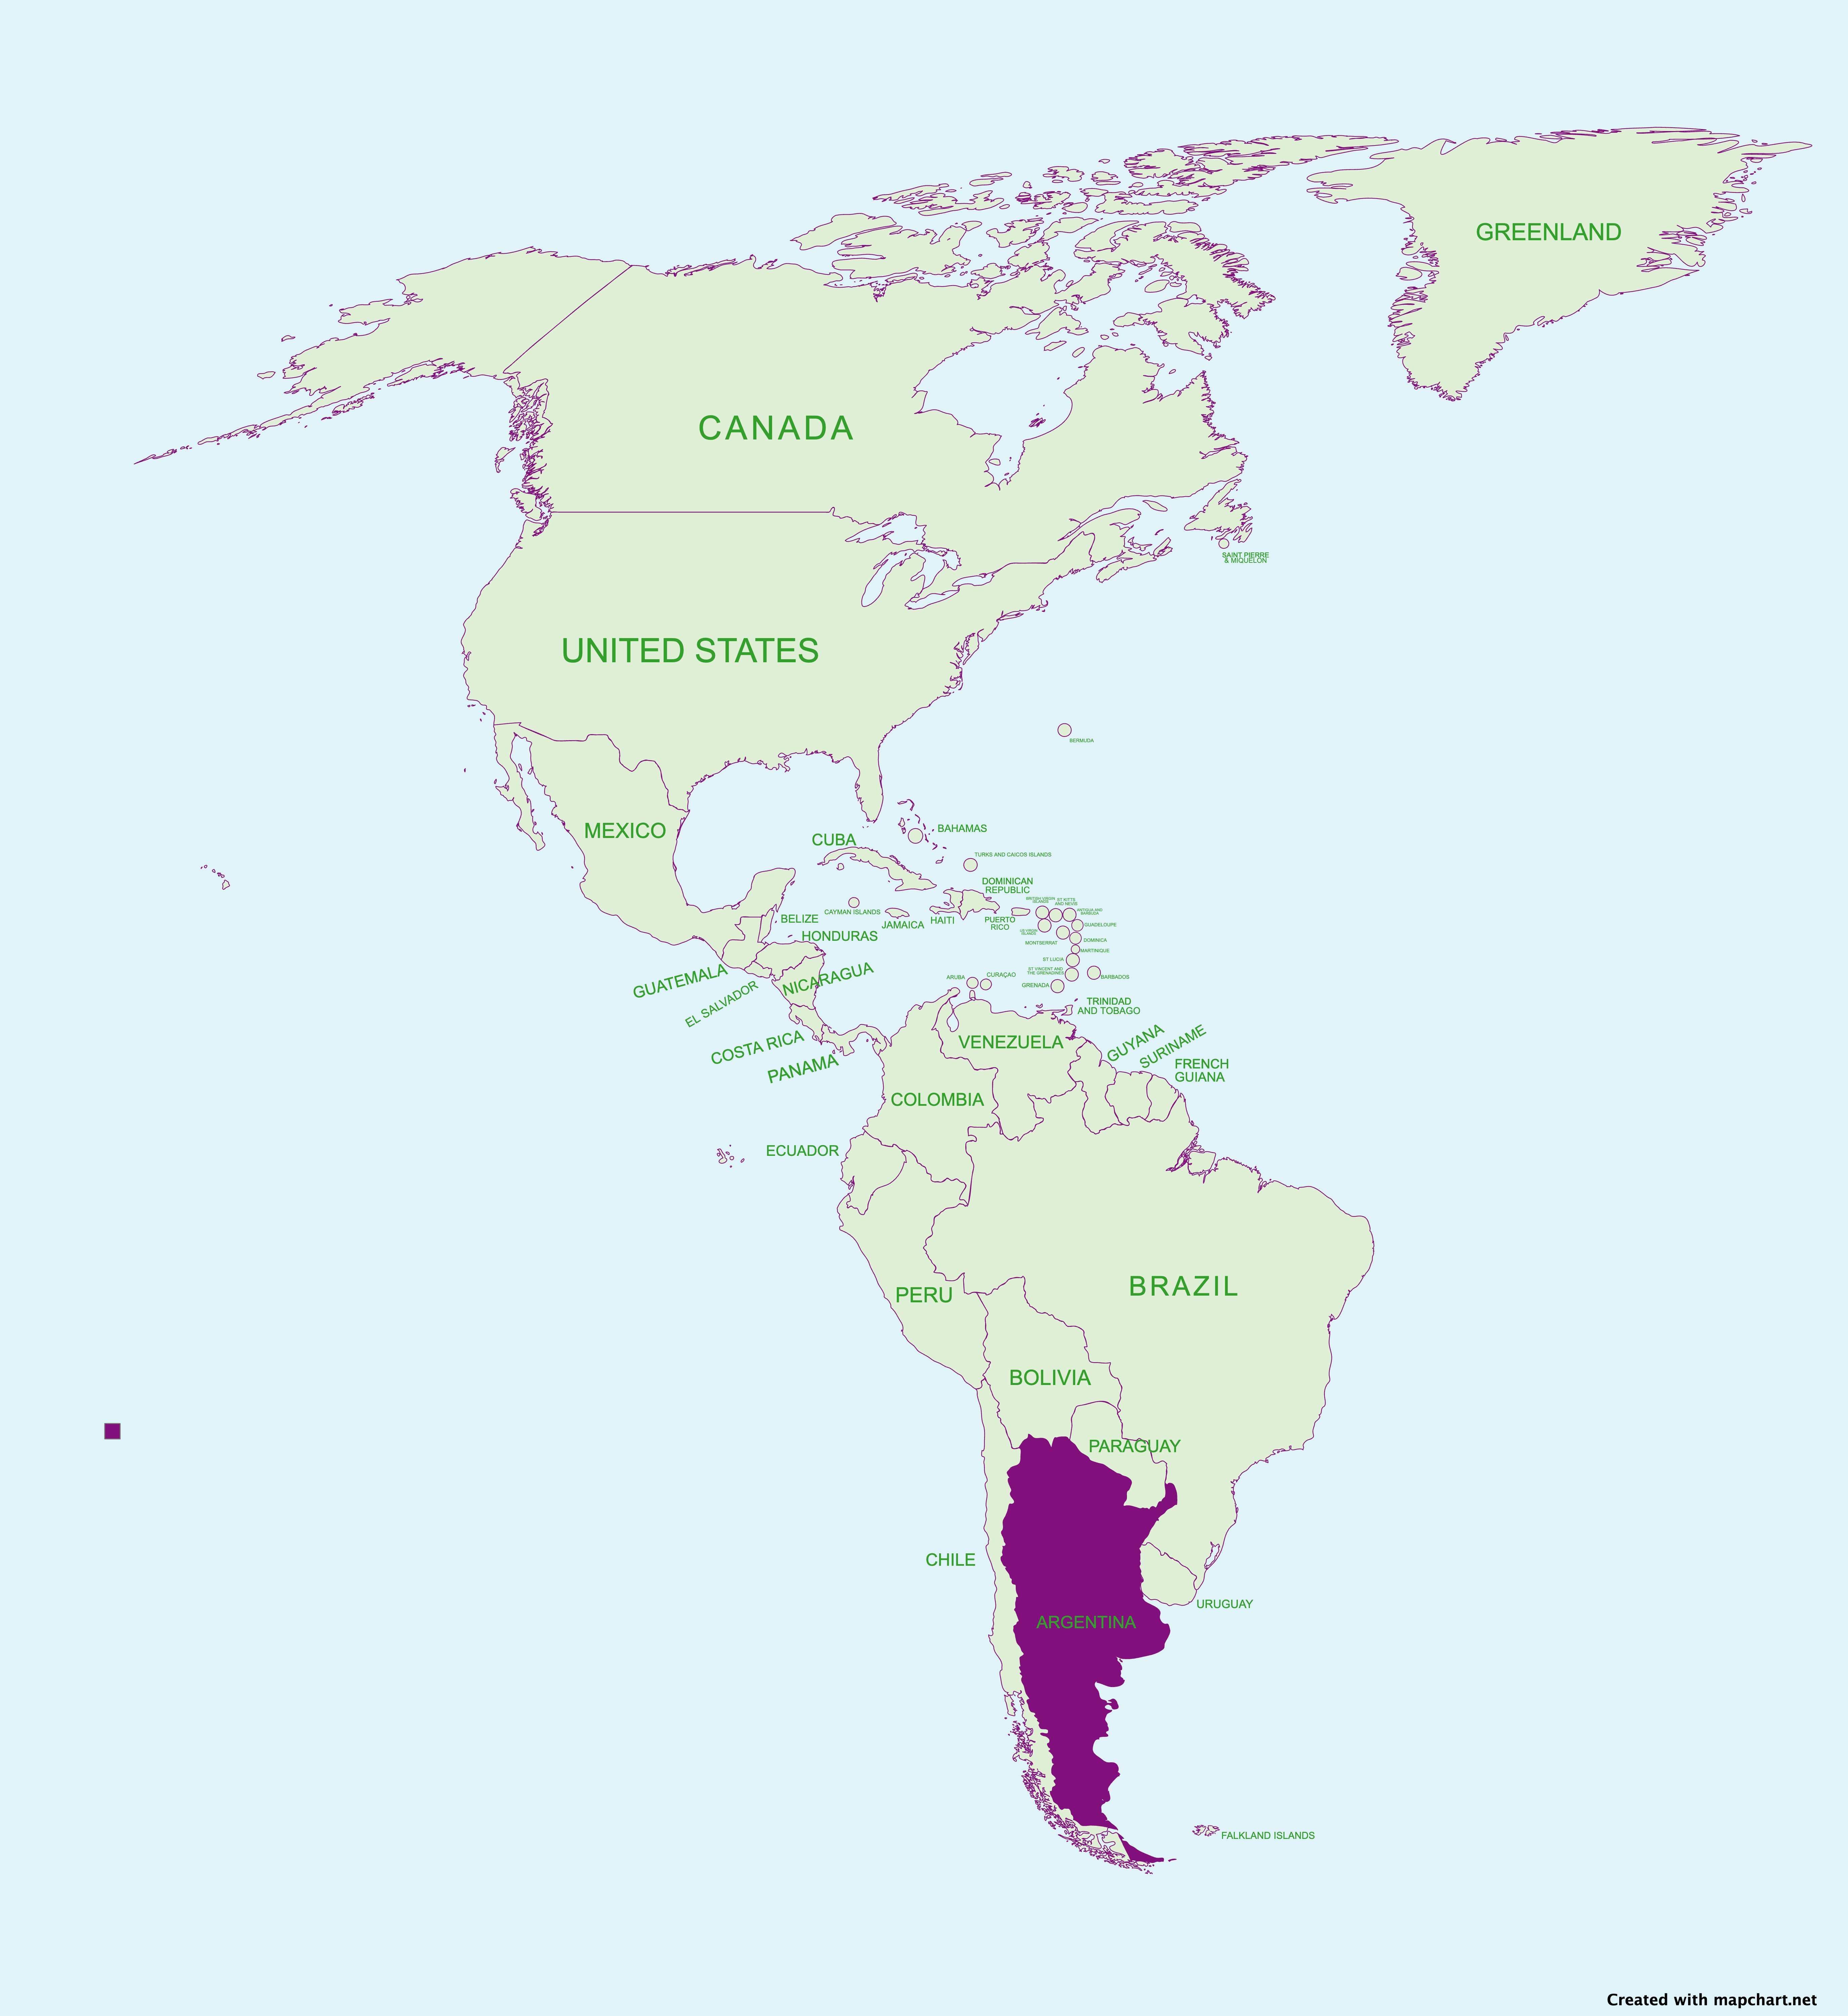 GREENLAND
CANADA
SAINT PIERRE
& MIQUELON
UNITED STATES
BERMUDA
MEXICO
CUBA
BAHAMAS
TURKS AND CAICOS ISLANDS
DOMINICAN
REPUBLIC
CAYMAN ISLANDS
JAMAICA
HAITI
PUERTO
RICO
BRITISH VIRGIN
ISLANDS
ST KITTS
AND NEVIS
ANTIGUA AND
BARBUDA
US VIRGIN
ISLANDS
GUADELOUPE
MONTSERRAT
DOMINICA
MARTINIQUE
ST LUCIA
ST VINCENT AND
THE GRENADINES
BARBADOS
GRENADA
ARUBA
CURAÇAO
TRINIDAD
AND TOBAGO
BELIZE
HONDURAS
GUATEMALA
EL SALVADOR
NICARAGUA
COSTA RICA
PANAMA
VENEZUELA
GUYANA
SURINAME
FRENCH
GUIANA
COLOMBIA
ECUADOR
PERU
BRAZIL
BOLIVIA
PARAGUAY
CHILE
ARGENTINA
URUGUAY
FALKLAND ISLANDS
Created with mapchart.net